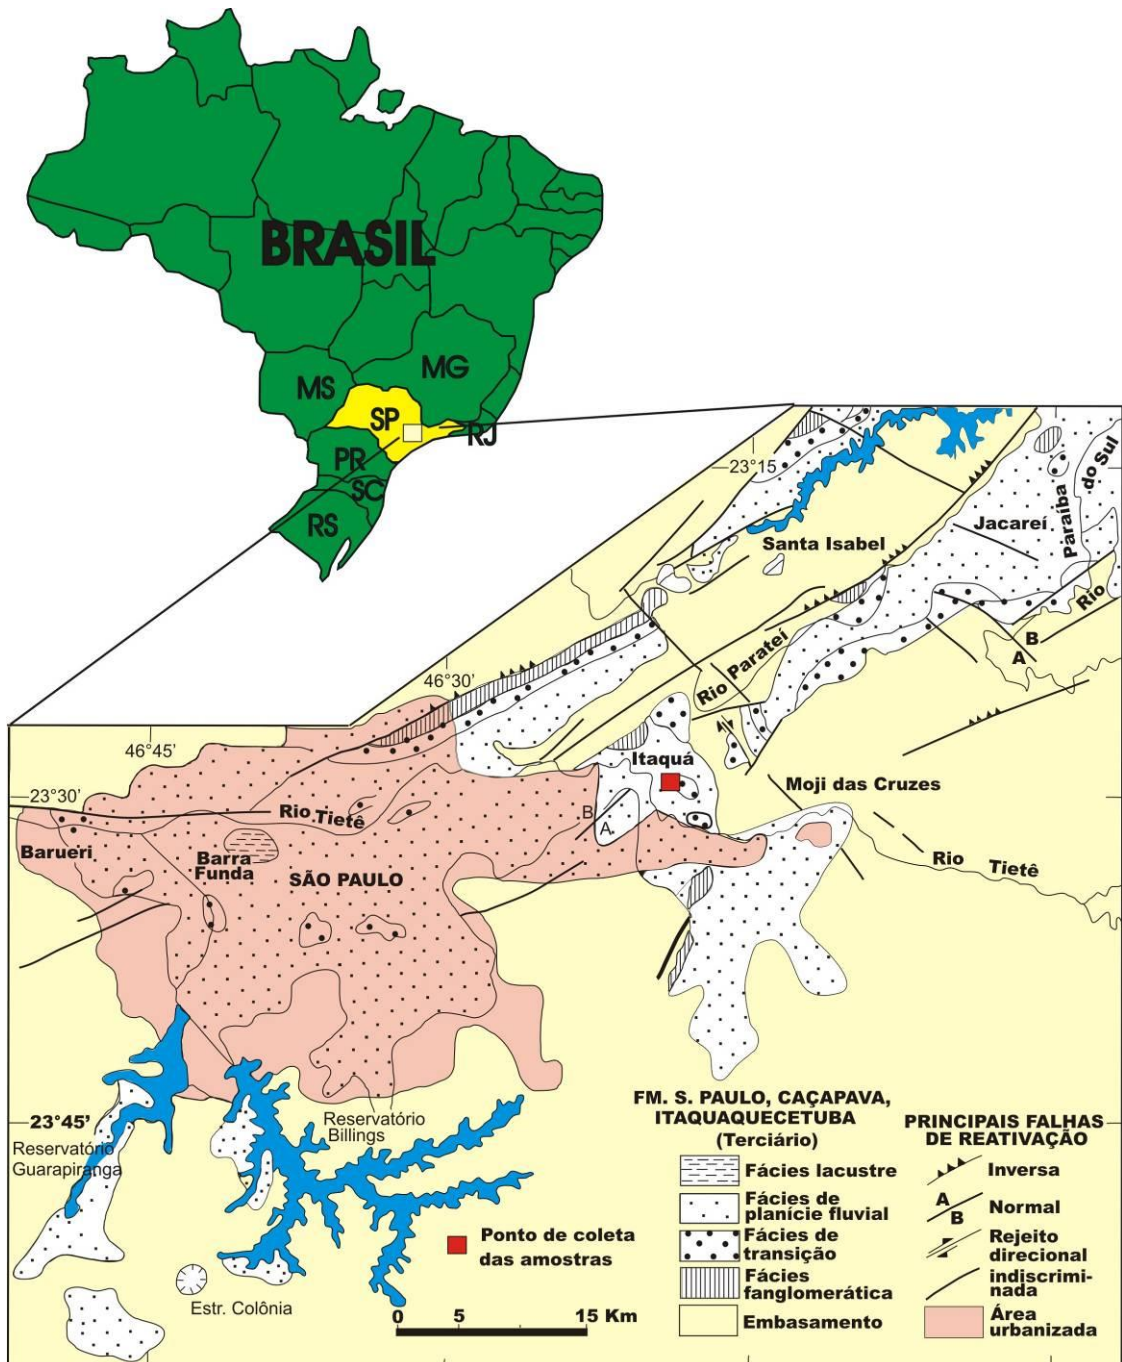 BRASIL
MS
MG
SP
RJ
PR
SC
RS
23°15
Jacareí
Paraíba
do Sul
Santa Isabel
Rio
B
A
Rio Parateí
46°30'
46°45'
Itaquá
Moji das Cruzes
23°30'
Rio Tietê
B
A
Barueri
Barra
Funda
SÃO PAULO
Rio Tietê
23°45'
Reservatório
Guarapiranga
Reservatório
Billings
Estr. Colônia
Ponto de coleta
das amostras
0 5 15 Km
FM. S. PAULO, CAÇAPAVA,
ITAQUAQUECETUBA
(Terciário)
Fácies lacustre
Fácies de
planície fluvial
Fácies de
transição
Fácies
fanglomerática
Embasamento
PRINCIPAIS FALHAS
DE REATIVAÇÃO
Inversa
A
B
Normal
Rejeito
direcional
indiscrimi-
nada
Área
urbanizada